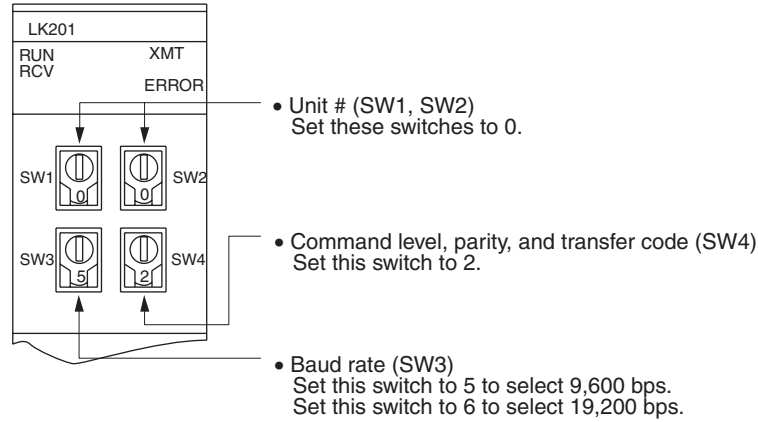 LK201
RUN XMT
RCV
ERROR
• Unit # (SW1, SW2)
Set these switches to 0.
SW1 0 0 SW2
• Command level, parity, and transfer code (SW4)
Set this switch to 2.
SW3 5 2 SW4
• Baud rate (SW3)
Set this switch to 5 to select 9,600 bps.
Set this switch to 6 to select 19,200 bps.